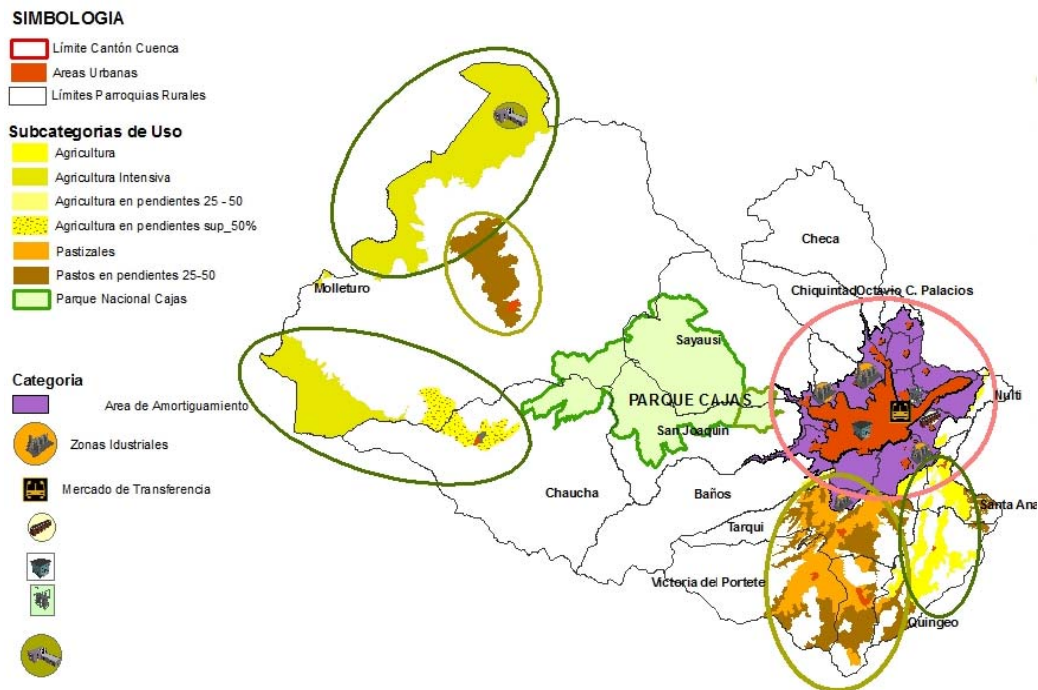 SIMBOLOGIA
Límite Cantón Cuenca
Areas Urbanas
Límites Parroquias Rurales
Subcategorias de Uso
Agricultura
Agricultura Intensiva
Agricultura en pendientes 25 - 50
Agricultura en pendientes sup_50%
Pastizales
Pastos en pendientes 25-50
Parque Nacional Cajas
Categoria
Area de Amortiguamiento
Zonas Idustriales
Mercado de Transferencia
Checa
Molleturo
Chiquintad
Octavio C. Palacios
Sayausi
PARQUE CAJAS
Nulti
San Joaquin
Chaucha
Baños
Santa Ana
Tarqui
Victoria del Portete
Quingeo